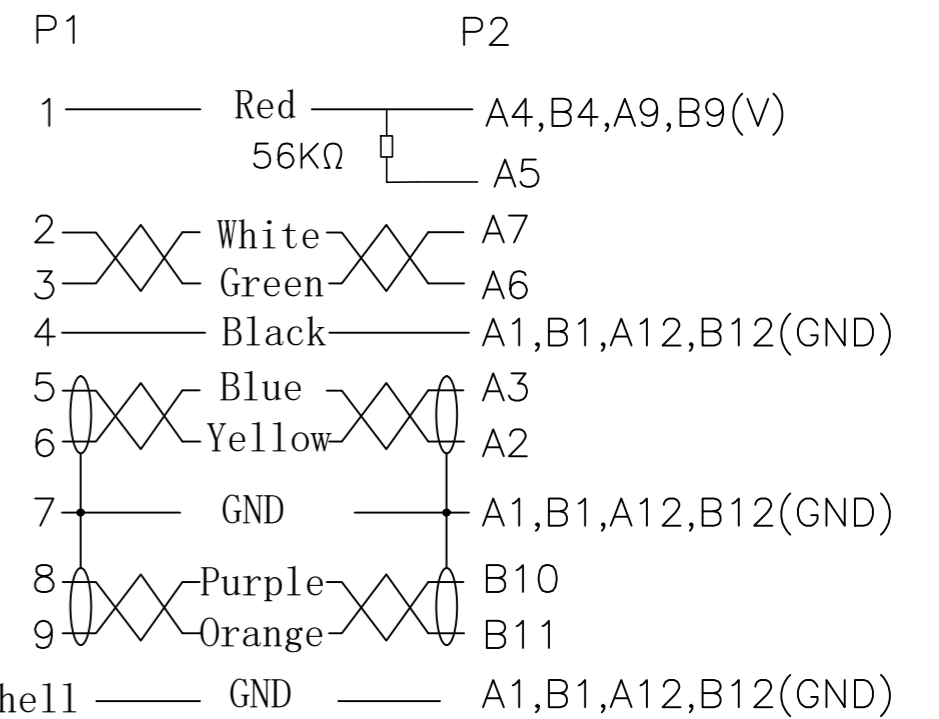 P1 P2
1 Red A4,B4,A9,B9(V)
56KΩ A5
2 White A7
3 Green A6
4 Black A1,B1,A12,B12(GND)
5 Blue A3
6 Yellow A2
7 GND A1,B1,A12,B12(GND)
8 Purple B10
9 Orange B11
hell GND A1,B1,A12,B12(GND)